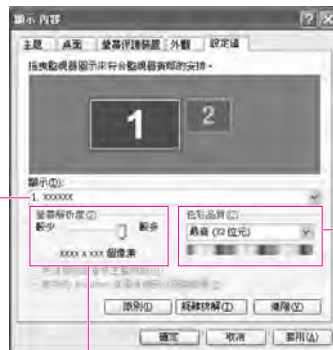 顯示 內容
主題 桌面 螢幕保護裝置 外觀 設定值
拖曳監視器圖示來符合監視器實際的安排。
1 2
顯示(D):
1. XXXXXX
螢幕解析度(S)
較少 較多
XXXX x XXX 個像素
色彩品質(C)
最高 (32 位元)
識別(I) 疑難排解(T) 進階(V)
確定 取消 套用(A)